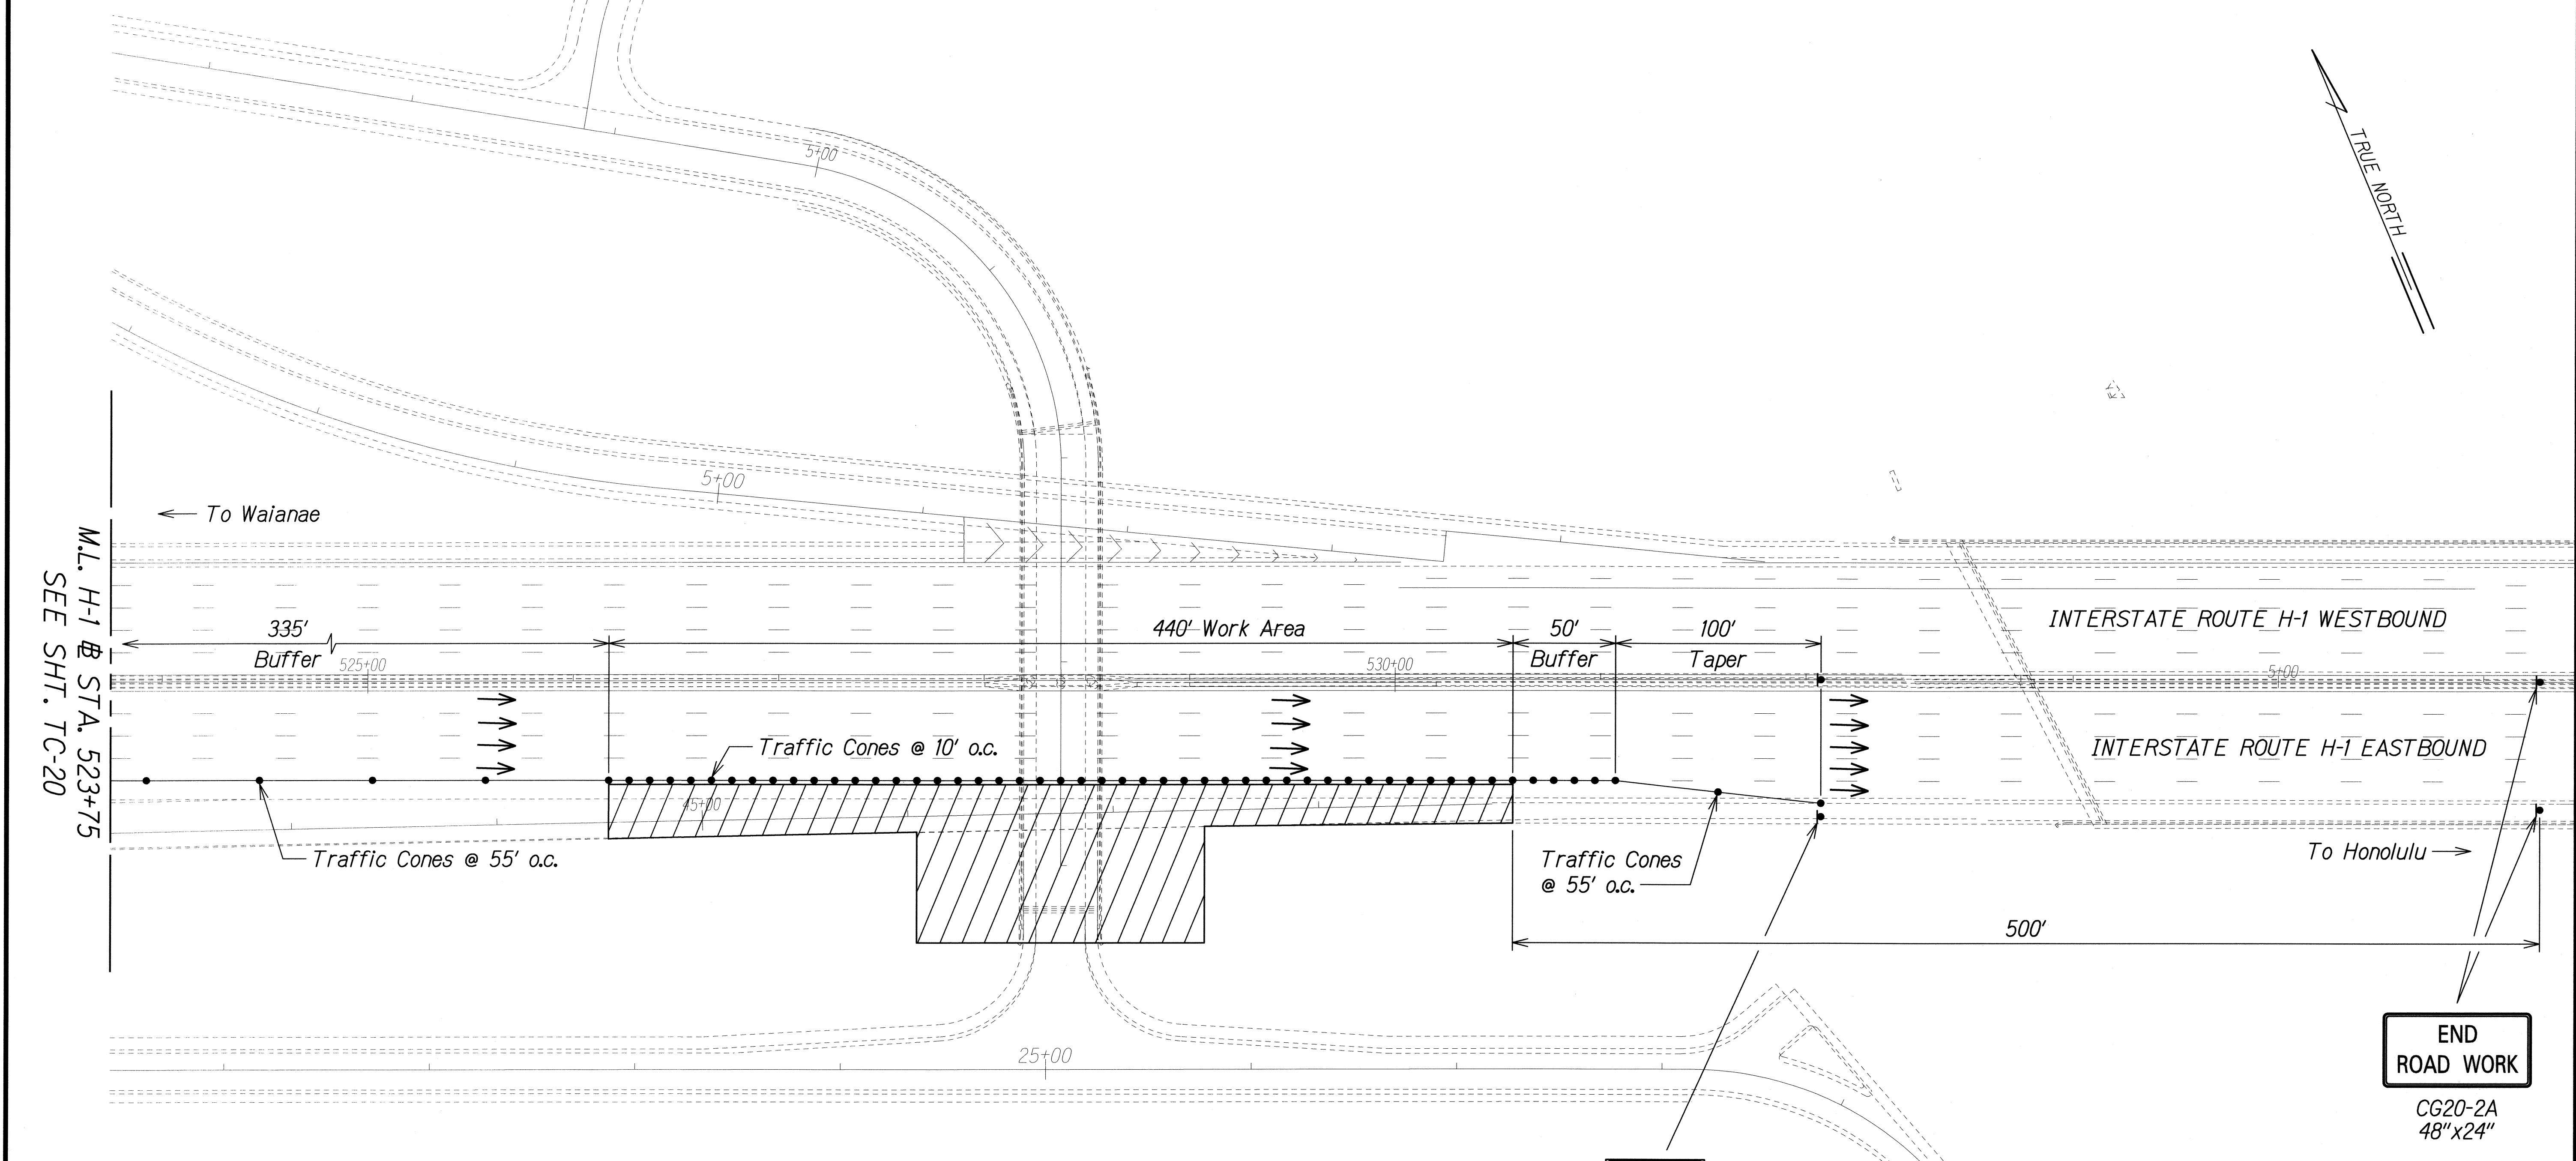 5+00
TRUE NORTH
5+00
To Waianae
M.L. H-1 ℄ STA. 523+75
SEE SHT. TC-20
335'
Buffer
525+00
440' Work Area
50'
Buffer
100'
Taper
530+00
INTERSTATE ROUTE H-1 WESTBOUND
5+00
INTERSTATE ROUTE H-1 EASTBOUND
Traffic Cones @ 10' o.c.
45+00
Traffic Cones @ 55' o.c.
Traffic Cones
@ 55' o.c.
To Honolulu
500'
25+00
END
ROAD WORK
CG20-2A
48"x24"